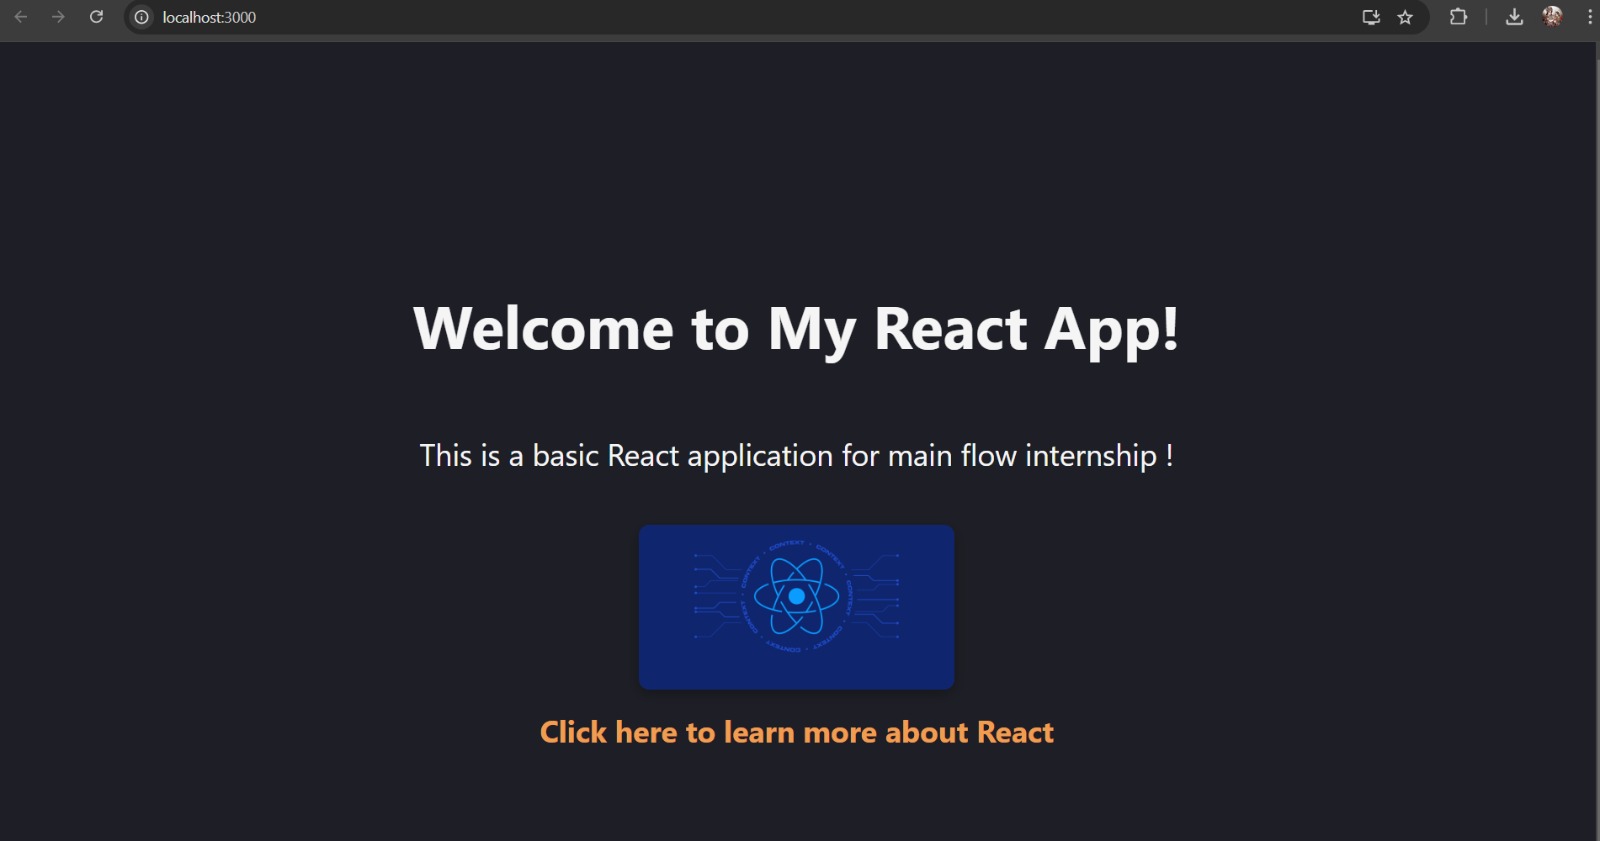 localhost:3000
Welcome to My React App!
This is a basic React application for main flow internship !
CONTEXT • CONTEXT • CONTEXT • CONTEXT • CONTEXT • CONTEXT • CONTEXT • CONTEXT •
Click here to learn more about React